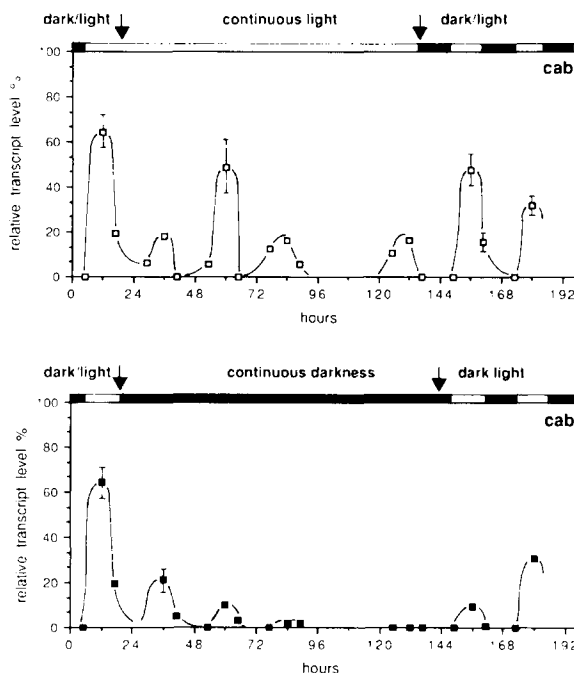 dark/light continuous light dark/light
cab
relative transcript level %
100
80
60
40
20
0
0 24 48 72 96 120 144 168 192
hours
dark/light continuous darkness dark light
cab
relative transcript level %
100
80
60
40
20
0
0 24 48 72 96 120 144 168 192
hours